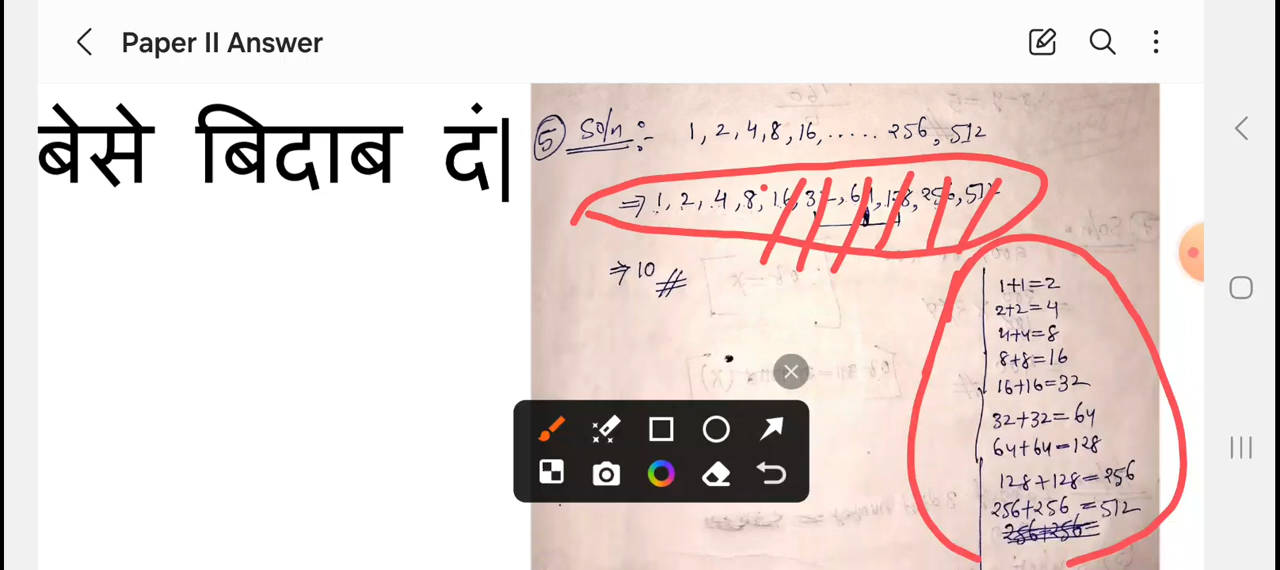 Paper II Answer
बेसे बिदाब दं
5 Soln:- 1, 2, 4, 8, 16, ...... 256, 512
⇒ 1, 2, 4, 8, 16, 32, 64, 128, 256, 512
⇒ 10
1+1=2
2+2=4
4+4=8
8+8=16
16+16=32
32+32=64
64+64=128
128+128=256
256+256=512